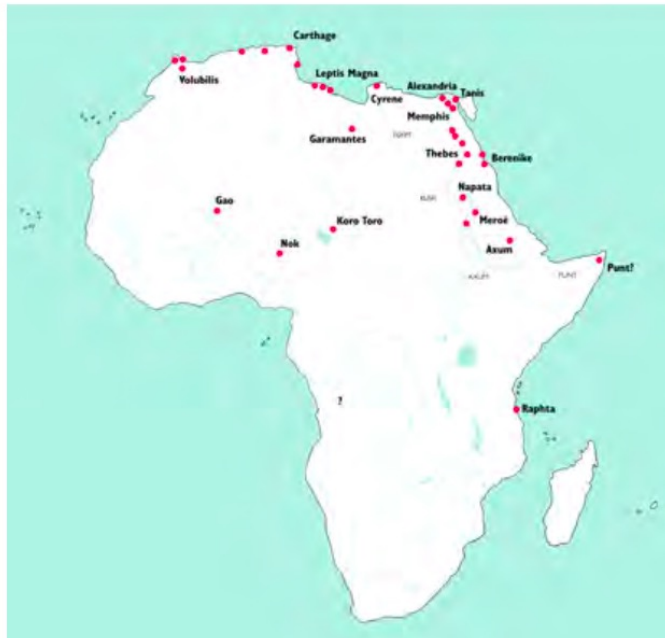 Carthage
Volubilis
Leptis Magna
Cyrene
Alexandria
Tanis
Memphis
Garamantes
EGYPT
Thebes
Berenike
Napata
KUSH
Gao
Meroë
Koro Toro
Nok
Axum
AXUM
PUNT
Punt?
?
Raphta